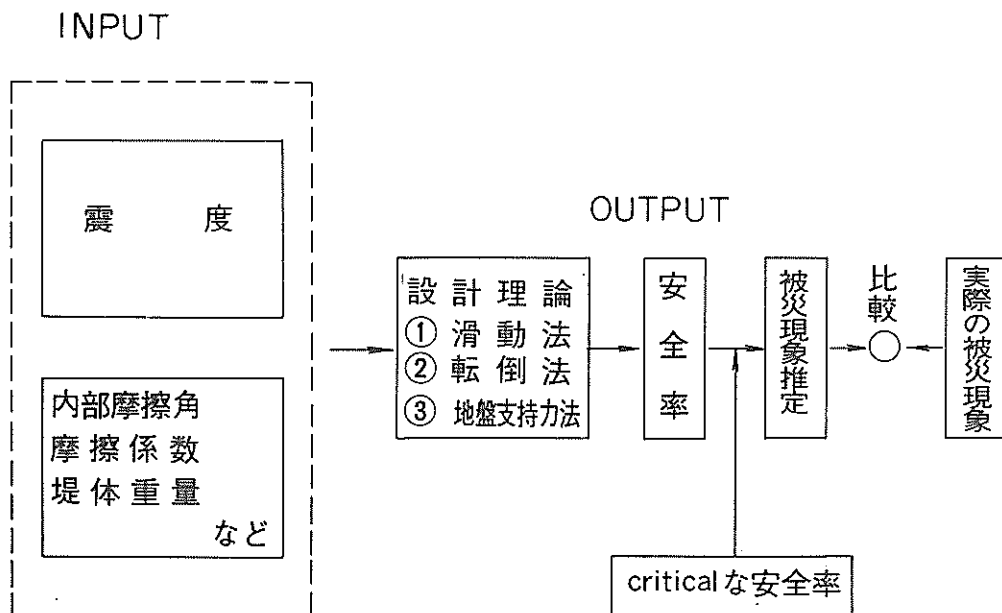 INPUT
震度
内部摩擦角
摩擦係数
堤体重量
など
設計理論
① 滑動法
② 転倒法
③ 地盤支持力法
OUTPUT
安全率
被災現象推定
比較
実際の被災現象
criticalな安全率